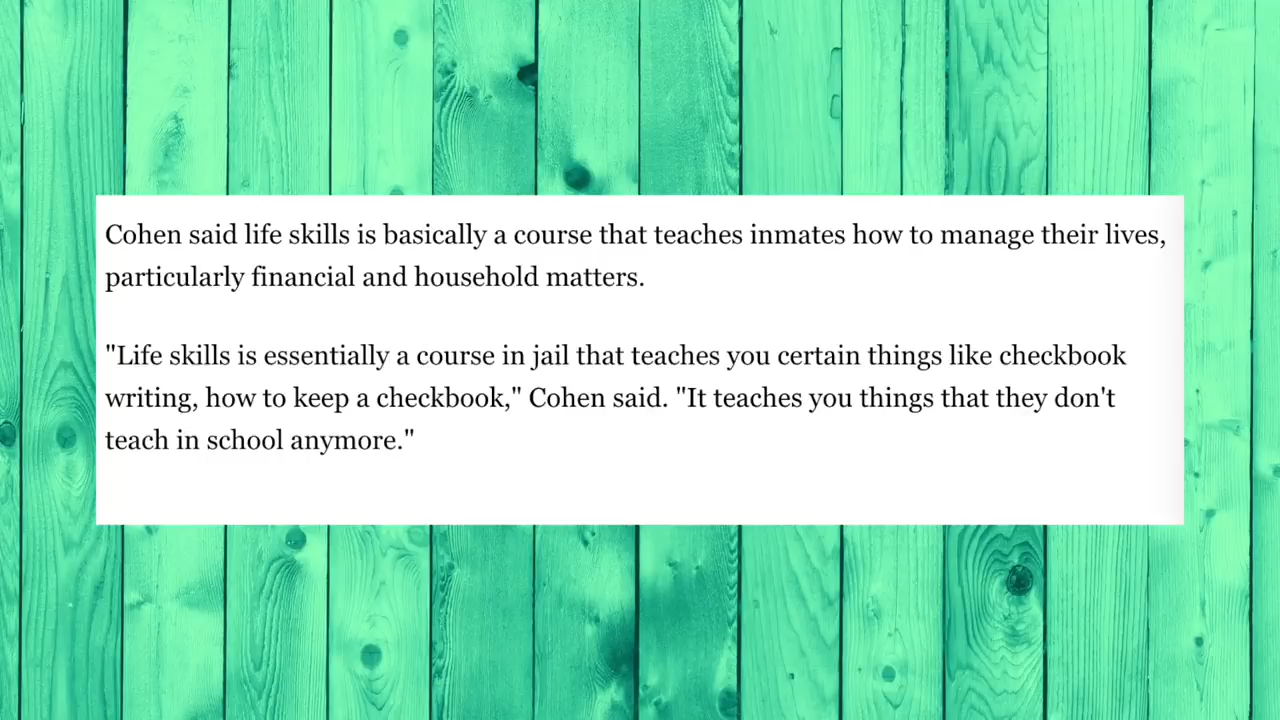 Cohen said life skills is basically a course that teaches inmates how to manage their lives,
particularly financial and household matters.
"Life skills is essentially a course in jail that teaches you certain things like checkbook
writing, how to keep a checkbook," Cohen said. "It teaches you things that they don't
teach in school anymore."